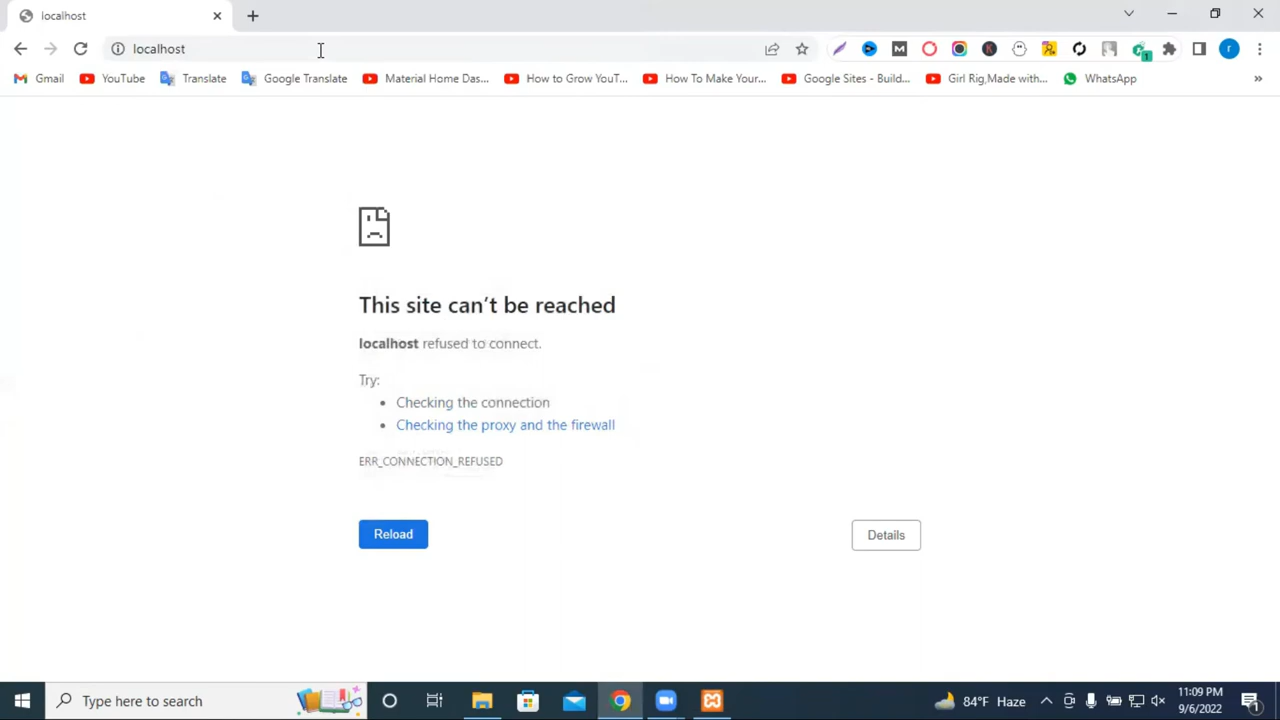 localhost
localhost
Gmail
YouTube
Translate
Google Translate
Material Home Das...
How to Grow YouT...
How To Make Your...
Google Sites - Build...
Girl Rig,Made with...
WhatsApp
»
M
K
1
r
This site can't be reached
localhost refused to connect.
Try:
• Checking the connection
• Checking the proxy and the firewall
ERR_CONNECTION_REFUSED
Reload
Details
Type here to search
84°F Haze
11:09 PM
9/6/2022
1